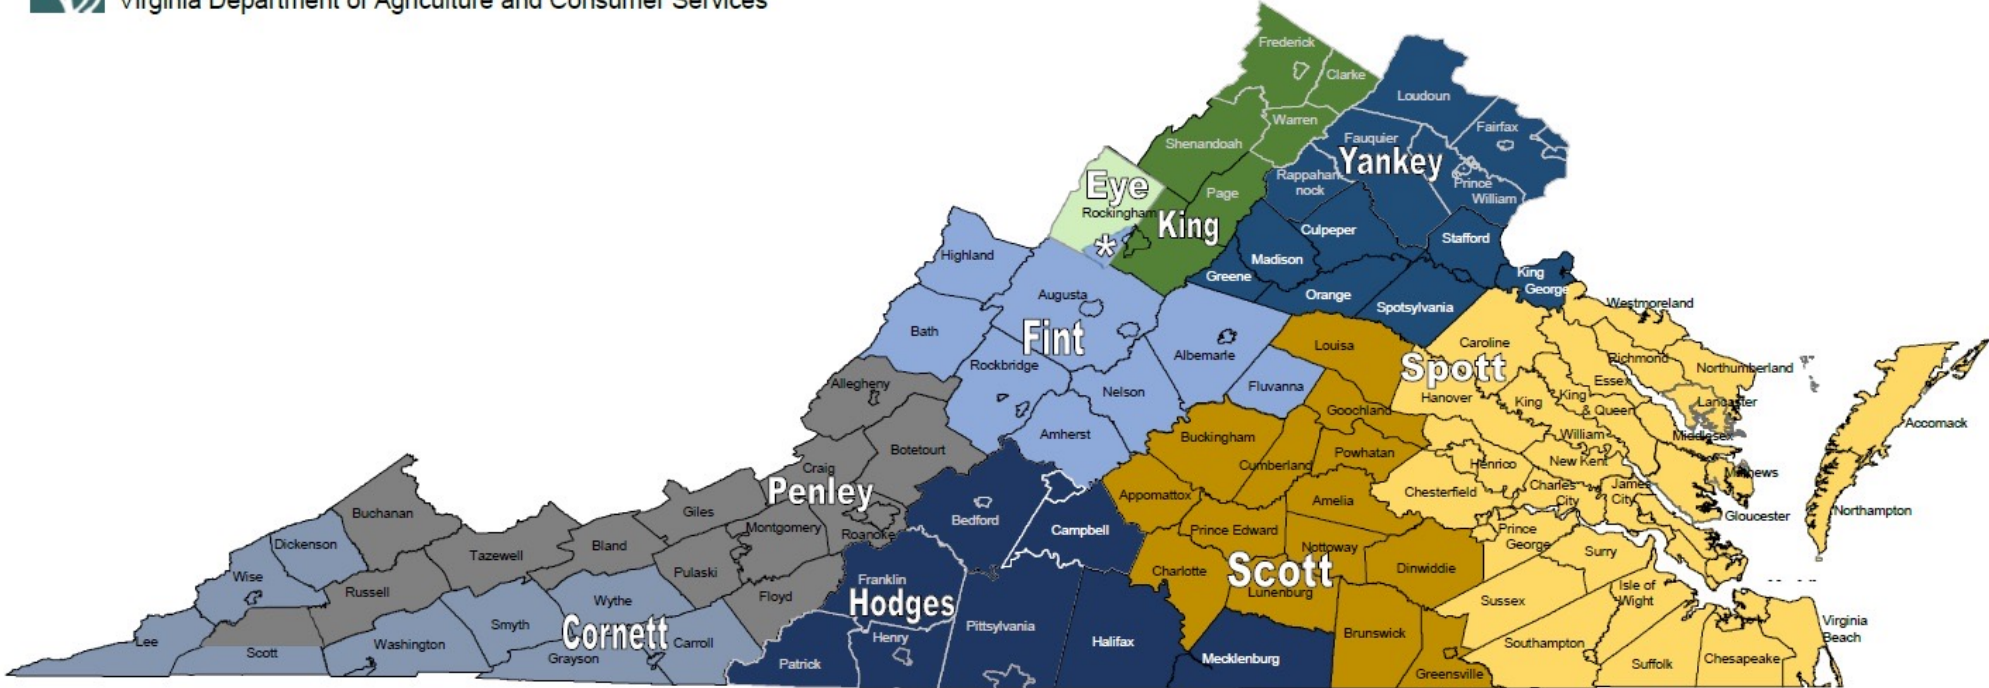 Virginia Department of Agriculture and Consumer Services
Frederick
Clarke
Loudoun
Warren
Fairfax
Shenandoah
Fauquier
Yankey
Eye
Rappahan
nock
Page
Prince
William
Rockingham
King
*
Culpeper
Stafford
Highland
Madison
Greene
King
George
Augusta
Orange
Spotsylvania
Westmoreland
Bath
Fint
Albemarle
Louisa
Caroline
Richmond
Northumberland
Rockbridge
Spott
Allegheny
Nelson
Fluvanna
Essex
Hanover
King
King
& Queen
Lancaster
Goochland
Accomack
Amherst
Buckingham
William
Middlesex
Botetourt
Powhatan
Craig
Cumberland
Henrico
New Kent
Mathews
Penley
Appomattox
Chesterfield
Charles
City
James
City
Buchanan
Giles
Amelia
Gloucester
Northampton
Montgomery
Roanoke
Bedford
Campbell
Prince Edward
Prince
George
Dickenson
Bland
Nottoway
Surry
Tazewell
Wise
Pulaski
Charlotte
Scott
Dinwiddie
Russell
Franklin
Isle of
Wight
Wythe
Floyd
Hodges
Lunenburg
Sussex
Smyth
Cornett
Pittsylvania
Virginia
Beach
Lee
Washington
Carroll
Henry
Halifax
Brunswick
Southampton
Scott
Grayson
Patrick
Mecklenburg
Greensville
Suffolk
Chesapeake